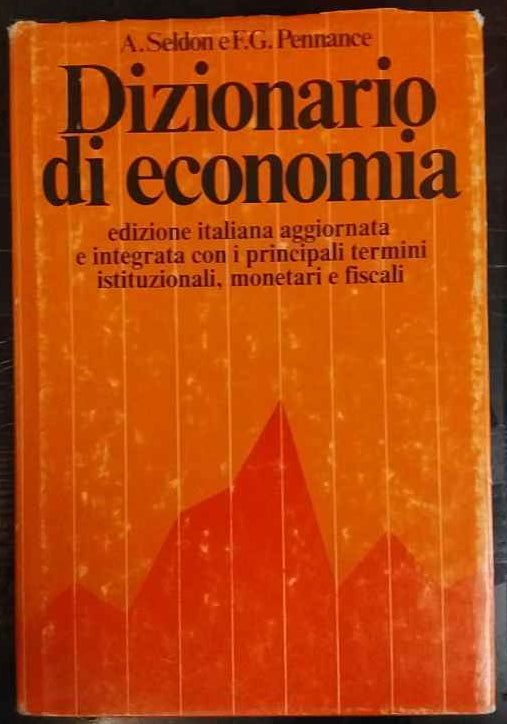 A. Seldon e F.G. Pennance
Dizionario
di economia
edizione italiana aggiornata
e integrata con i principali termini
istituzionali, monetari e fiscali